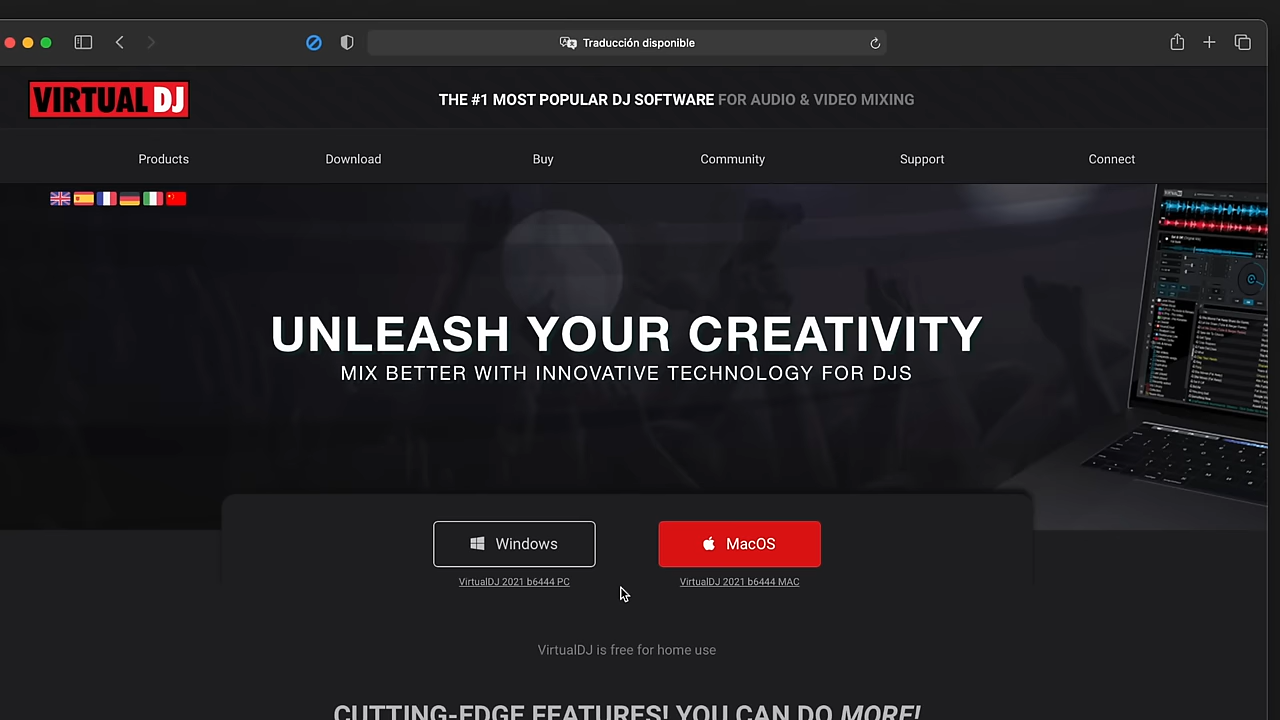 Traducción disponible
VIRTUAL DJ
THE #1 MOST POPULAR DJ SOFTWARE FOR AUDIO & VIDEO MIXING
Products Download Buy Community Support Connect
UNLEASH YOUR CREATIVITY
MIX BETTER WITH INNOVATIVE TECHNOLOGY FOR DJS
Windows MacOS
VirtualDJ 2021 b6444 PC VirtualDJ 2021 b6444 MAC
VirtualDJ is free for home use
CUTTING-EDGE FEATURES! YOU CAN DO MORE!